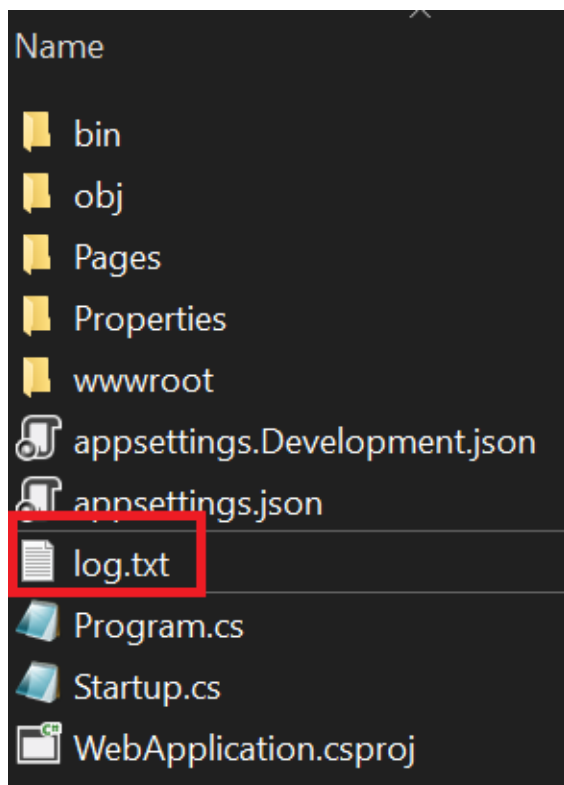 Name
bin
obj
Pages
Properties
wwwroot
appsettings.Development.json
appsettings.json
log.txt
Program.cs
Startup.cs
C#
WebApplication.csproj